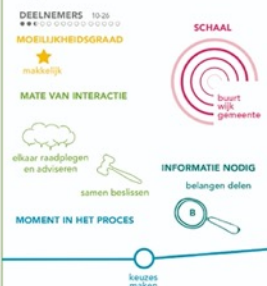 DEELNEMERS 10-26
MOEILIJKHEIDSGRAAD
makkelijk
SCHAAL
buurt
wijk
gemeente
MATE VAN INTERACTIE
elkaar raadplegen
en adviseren
samen beslissen
INFORMATIE NODIG
belangen delen
B
MOMENT IN HET PROCES
keuzes
maken